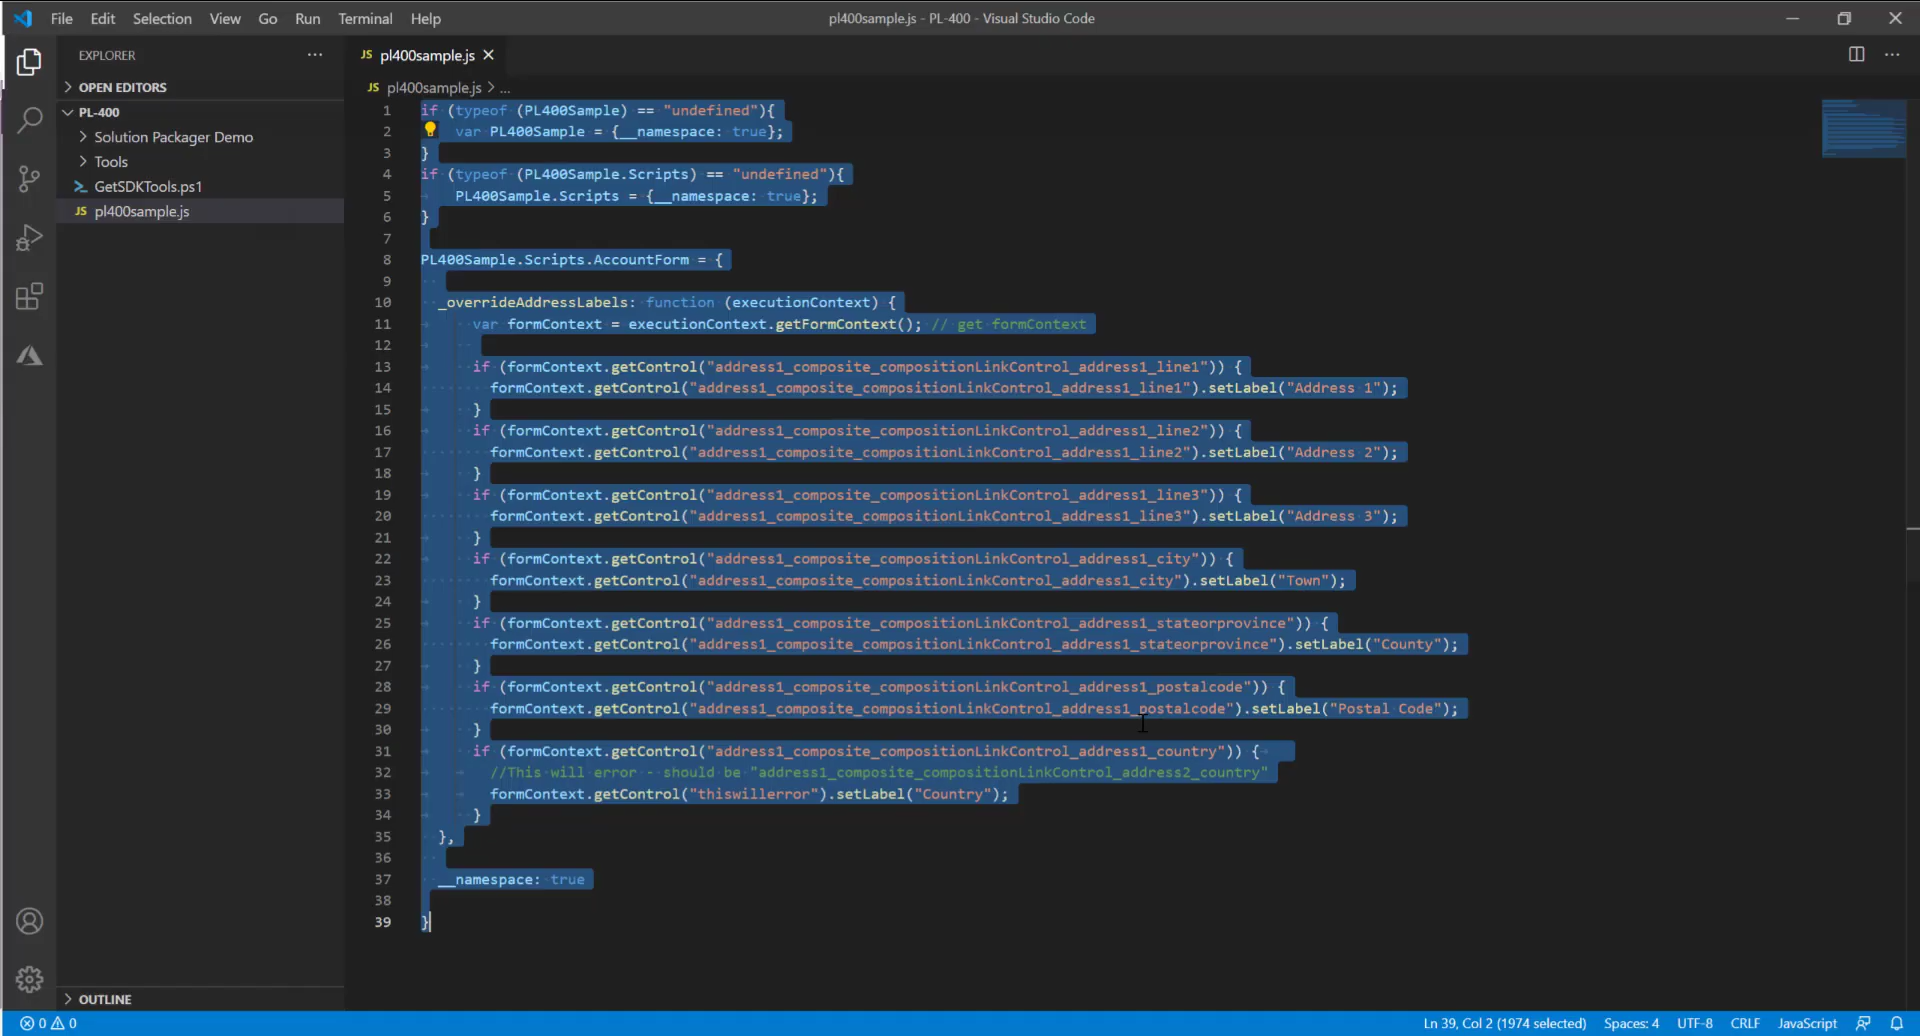 File Edit Selection View Go Run Terminal Help
pl400sample.js - PL-400 - Visual Studio Code
EXPLORER ···
OPEN EDITORS
PL-400
Solution Packager Demo
Tools
GetSDKTools.ps1
JS pl400sample.js
OUTLINE
JS pl400sample.js
JS pl400sample.js > ...
1 if (typeof (PL400Sample) == "undefined"){
2 var PL400Sample = {__namespace: true};
3 }
4 if (typeof (PL400Sample.Scripts) == "undefined"){
5 PL400Sample.Scripts = {__namespace: true};
6 }
7
8 PL400Sample.Scripts.AccountForm = {
9
10 _overrideAddressLabels: function (executionContext) {
11 var formContext = executionContext.getFormContext(); // get formContext
12
13 if (formContext.getControl("address1_composite_compositionLinkControl_address1_line1")) {
14 formContext.getControl("address1_composite_compositionLinkControl_address1_line1").setLabel("Address 1");
15 }
16 if (formContext.getControl("address1_composite_compositionLinkControl_address1_line2")) {
17 formContext.getControl("address1_composite_compositionLinkControl_address1_line2").setLabel("Address 2");
18 }
19 if (formContext.getControl("address1_composite_compositionLinkControl_address1_line3")) {
20 formContext.getControl("address1_composite_compositionLinkControl_address1_line3").setLabel("Address 3");
21 }
22 if (formContext.getControl("address1_composite_compositionLinkControl_address1_city")) {
23 formContext.getControl("address1_composite_compositionLinkControl_address1_city").setLabel("Town");
24 }
25 if (formContext.getControl("address1_composite_compositionLinkControl_address1_stateorprovince")) {
26 formContext.getControl("address1_composite_compositionLinkControl_address1_stateorprovince").setLabel("County");
27 }
28 if (formContext.getControl("address1_composite_compositionLinkControl_address1_postalcode")) {
29 formContext.getControl("address1_composite_compositionLinkControl_address1_postalcode").setLabel("Postal Code");
30 }
31 if (formContext.getControl("address1_composite_compositionLinkControl_address1_country")) {
32 //This will error - should be "address1_composite_compositionLinkControl_address2_country"
33 formContext.getControl("thiswillerror").setLabel("Country");
34 }
35 },
36
37 __namespace: true
38
39 }
0 0
Ln 39, Col 2 (1974 selected) Spaces: 4 UTF-8 CRLF JavaScript